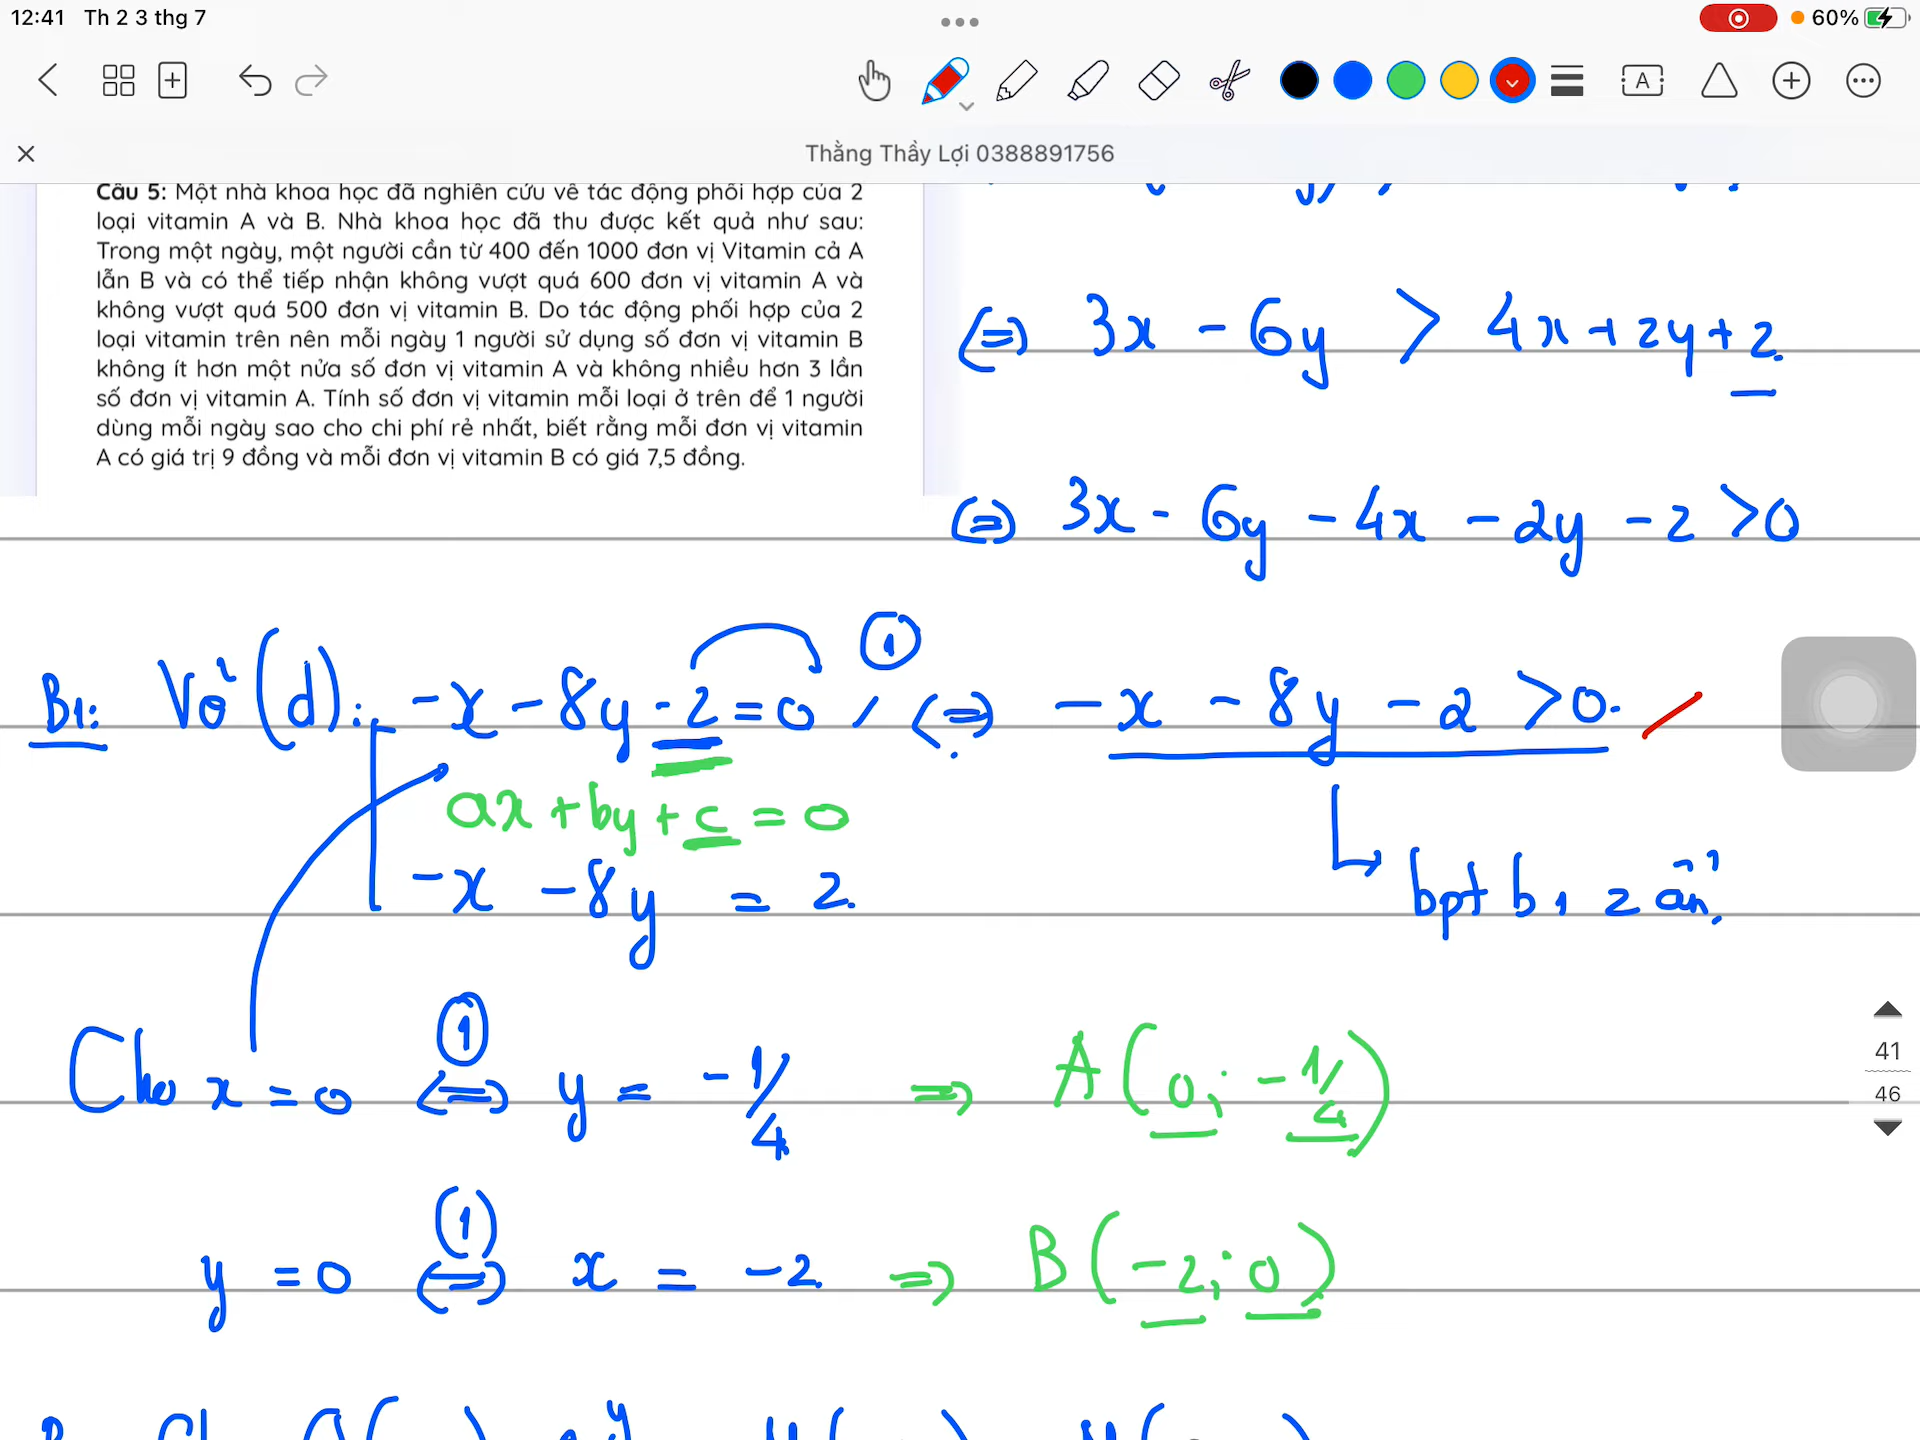 12:41 Th 2 3 thg 7
60%
A
Thằng Thầy Lợi 0388891756
Câu 5: Một nhà khoa học đã nghiên cứu về tác động phối hợp của 2
loại vitamin A và B. Nhà khoa học đã thu được kết quả như sau:
Trong một ngày, một người cần từ 400 đến 1000 đơn vị Vitamin cả A
lẫn B và có thể tiếp nhận không vượt quá 600 đơn vị vitamin A và
không vượt quá 500 đơn vị vitamin B. Do tác động phối hợp của 2
loại vitamin trên nên mỗi ngày 1 người sử dụng số đơn vị vitamin B
không ít hơn một nửa số đơn vị vitamin A và không nhiều hơn 3 lần
số đơn vị vitamin A. Tính số đơn vị vitamin mỗi loại ở trên để 1 người
dùng mỗi ngày sao cho chi phí rẻ nhất, biết rằng mỗi đơn vị vitamin
A có giá trị 9 đồng và mỗi đơn vị vitamin B có giá 7,5 đồng.
(=) 3x - 6y > 4x + 2y + 2.
(=) 3x - 6y - 4x - 2y - 2 > 0
B1: Vẽ (d): -x - 8y - 2 = 0, (1) (=) -x - 8y - 2 > 0.
ax + by + c = 0
-x - 8y = 2.
bpt b1 2 ẩn.
Cho x = 0 (1) (=) y = -1/4 => A(0; -1/4)
y = 0 (1) (=) x = -2. => B(-2; 0)
41
46